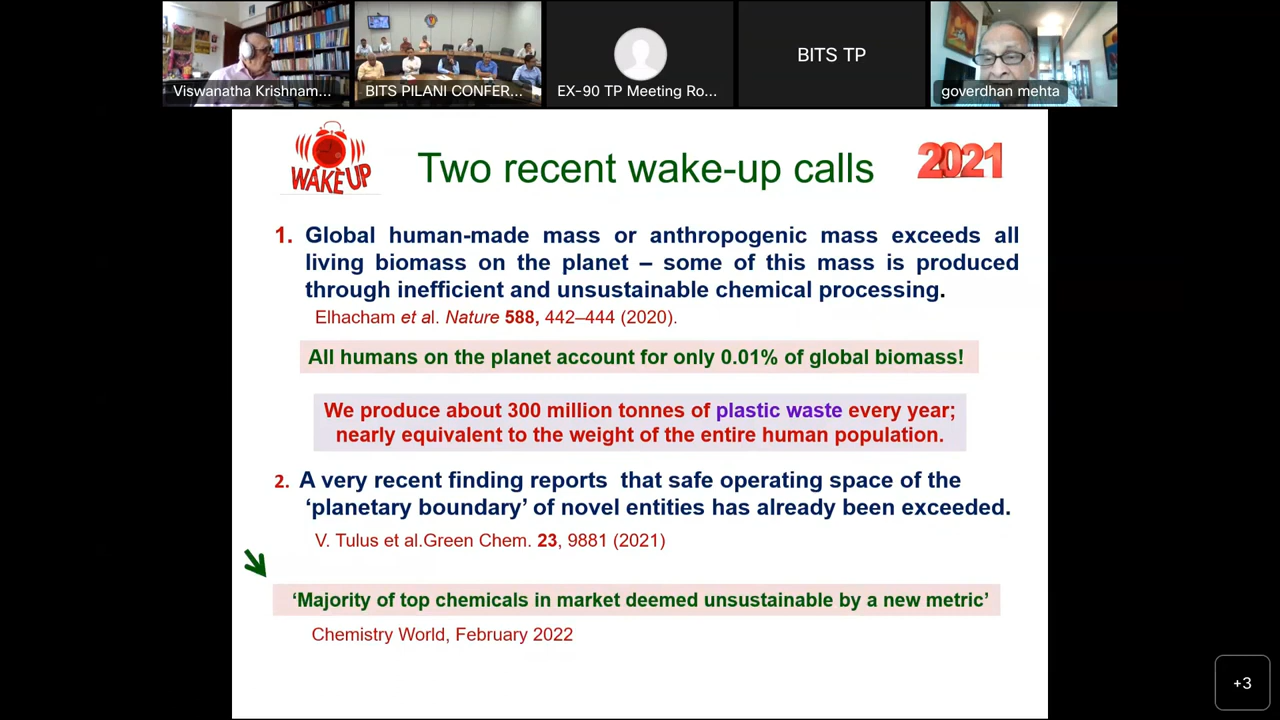 Viswanatha Krishnam...
BITS PILANI CONFER...
EX-90 TP Meeting Ro...
BITS TP
goverdhan mehta
WAKE UP
Two recent wake-up calls
2021
1. Global human-made mass or anthropogenic mass exceeds all
living biomass on the planet – some of this mass is produced
through inefficient and unsustainable chemical processing.
Elhacham et al. Nature 588, 442–444 (2020).
All humans on the planet account for only 0.01% of global biomass!
We produce about 300 million tonnes of plastic waste every year;
nearly equivalent to the weight of the entire human population.
2. A very recent finding reports that safe operating space of the
‘planetary boundary’ of novel entities has already been exceeded.
V. Tulus et al.Green Chem. 23, 9881 (2021)
‘Majority of top chemicals in market deemed unsustainable by a new metric’
Chemistry World, February 2022
+3